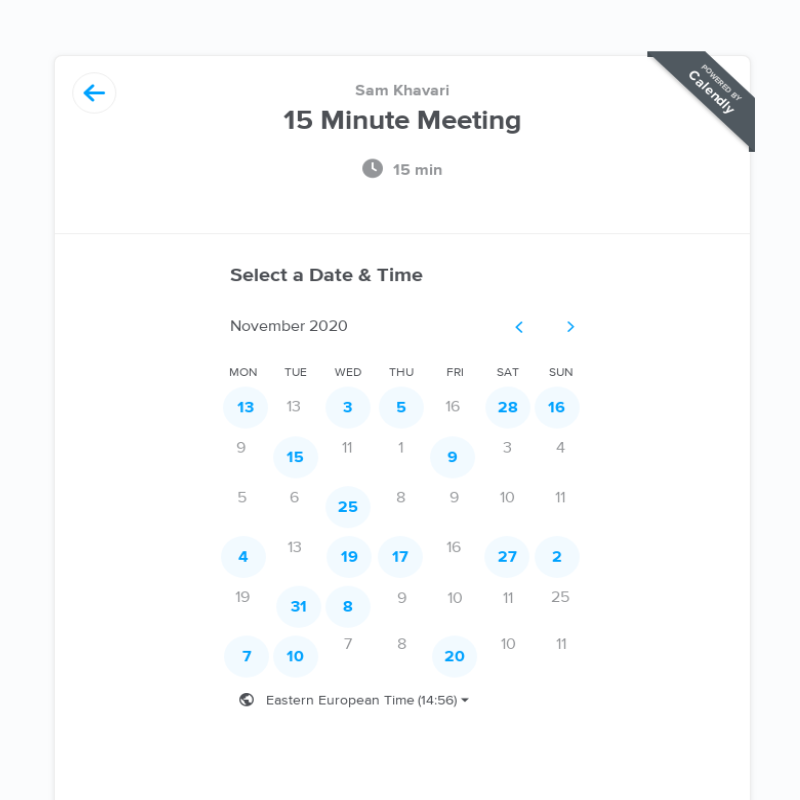 POWERED BY
Calendly
Sam Khavari
15 Minute Meeting
15 min
Select a Date & Time
November 2020
MON TUE WED THU FRI SAT SUN
13 13 3 5 16 28 16
9 15 11 1 9 3 4
5 6 25 8 9 10 11
4 13 19 17 16 27 2
19 31 8 9 10 11 25
7 10 7 8 20 10 11
Eastern European Time (14:56)